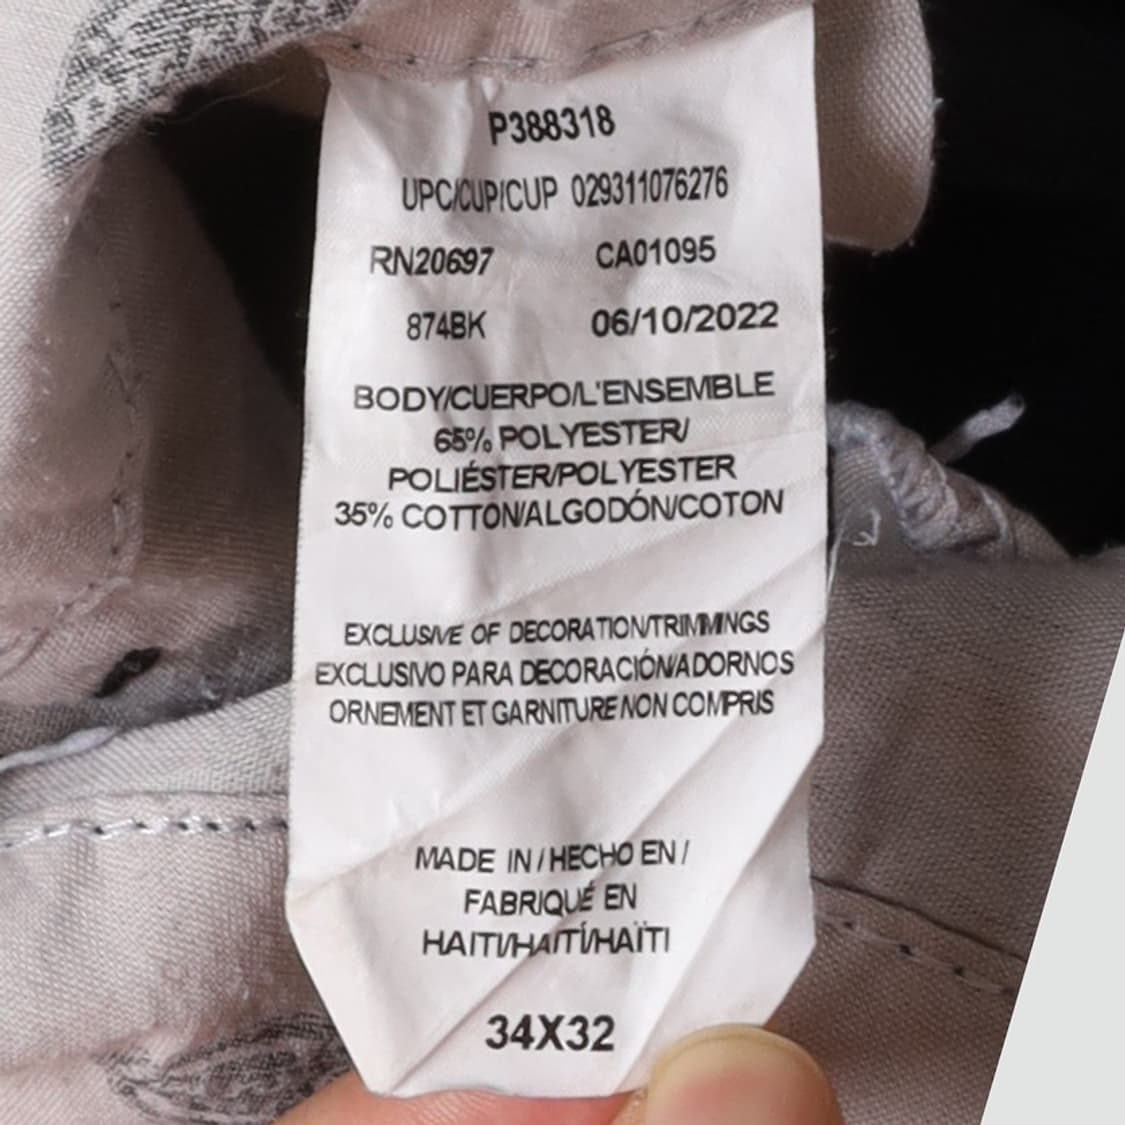 P388318
UPC/CUP/CUP 029311076276
RN20697 CA01095
874BK 06/10/2022
BODY/CUERPO/L'ENSEMBLE
65% POLYESTER/
POLIÉSTER/POLYESTER
35% COTTON/ALGODÓN/COTON
EXCLUSIVE OF DECORATION/TRIMMINGS
EXCLUSIVO PARA DECORACIÓN/ADORNOS
ORNEMENT ET GARNITURE NON COMPRIS
MADE IN / HECHO EN /
FABRIQUÉ EN
HAITI/HAITÍ/HAÏTI
34X32